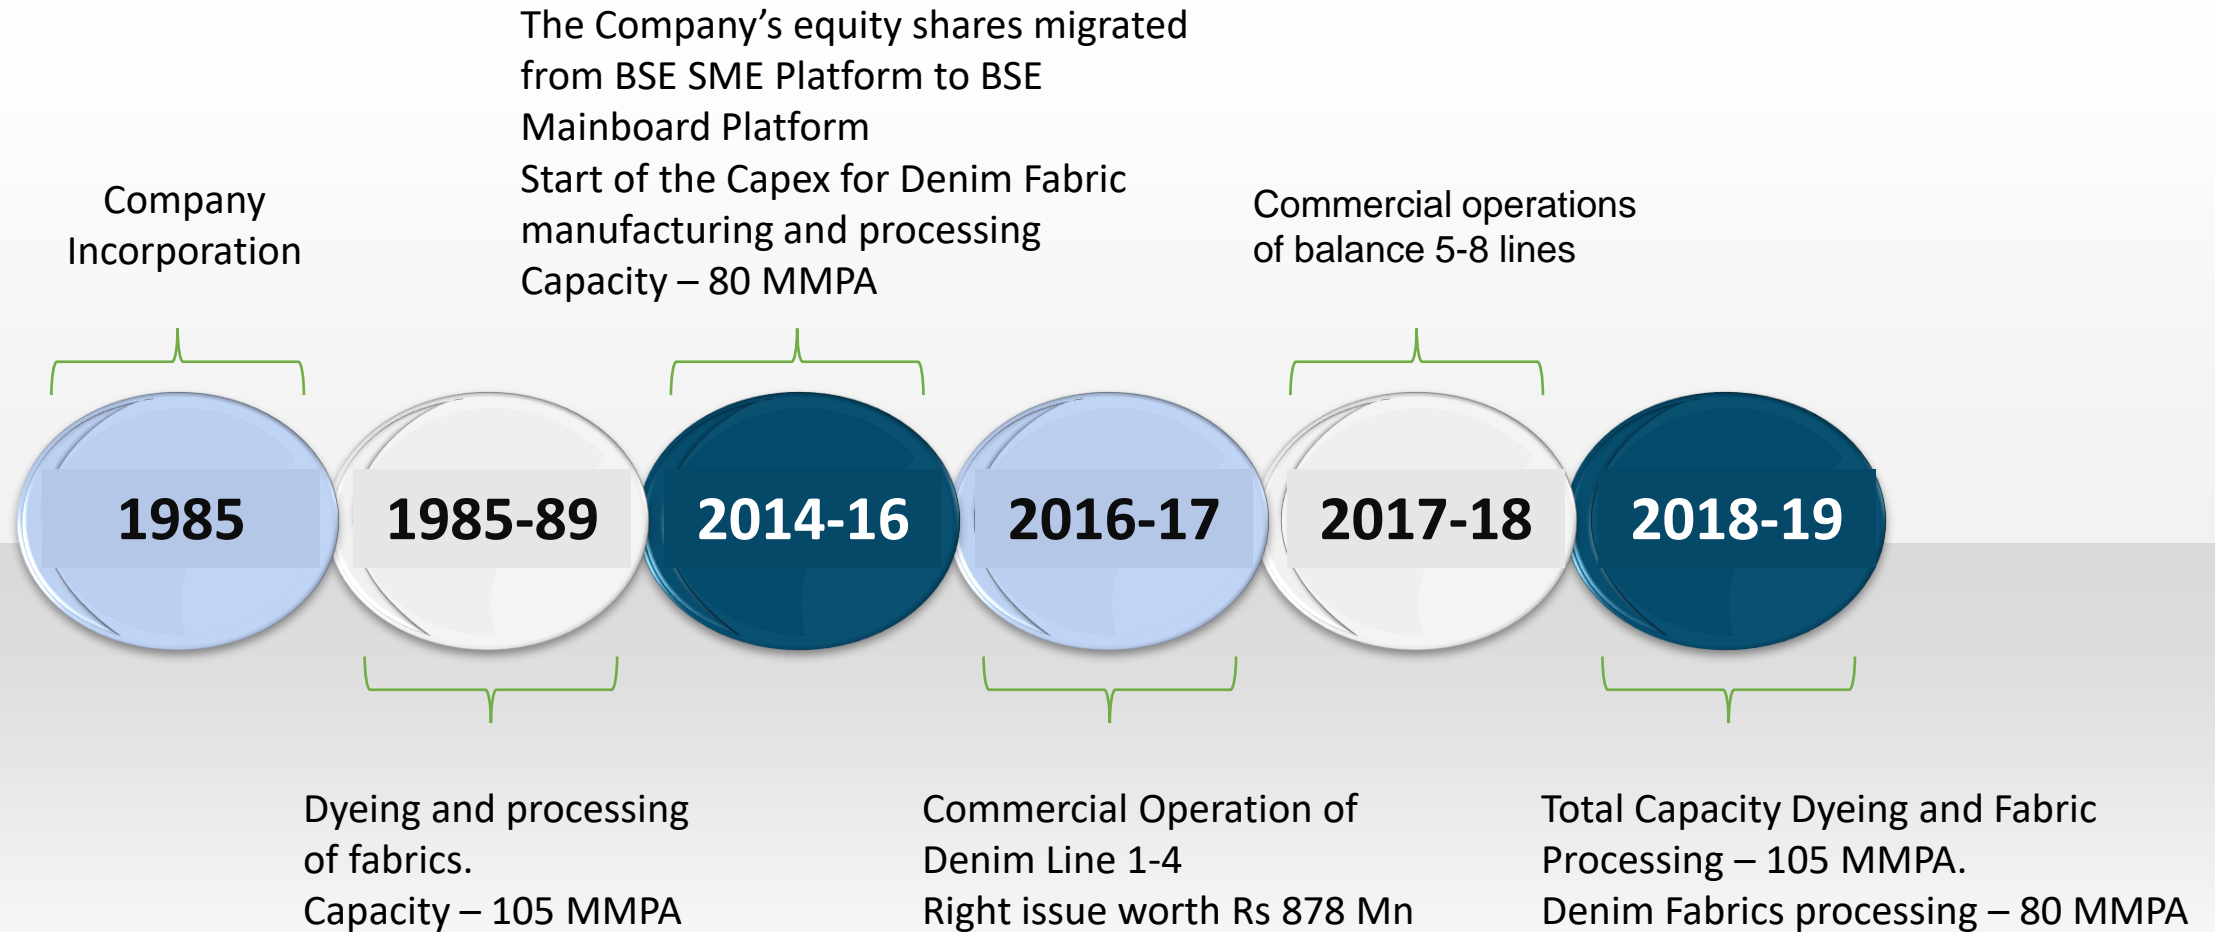 The Company’s equity shares migrated
from BSE SME Platform to BSE
Mainboard Platform
Start of the Capex for Denim Fabric
manufacturing and processing
Capacity – 80 MMPA
Company
Incorporation
Commercial operations
of balance 5-8 lines
1985
1985-89
2014-16
2016-17
2017-18
2018-19
Dyeing and processing
of fabrics.
Capacity – 105 MMPA
Commercial Operation of
Denim Line 1-4
Right issue worth Rs 878 Mn
Total Capacity Dyeing and Fabric
Processing – 105 MMPA.
Denim Fabrics processing – 80 MMPA